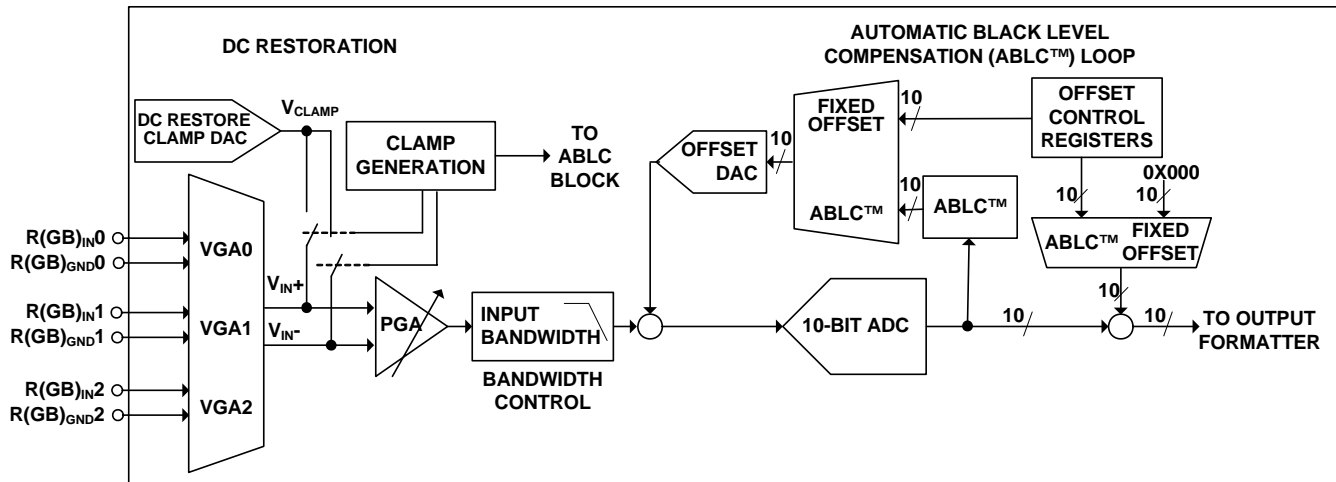 DC RESTORATION
AUTOMATIC BLACK LEVEL
COMPENSATION (ABLC™) LOOP
DC RESTORE
CLAMP DAC
VCLAMP
CLAMP
GENERATION
TO
ABLC
BLOCK
OFFSET
DAC
10
FIXED
OFFSET
ABLC™
10
10
OFFSET
CONTROL
REGISTERS
ABLC™
10
0X000
10
ABLC™
FIXED
OFFSET
10
R(GB)IN0
R(GB)GND0
R(GB)IN1
R(GB)GND1
R(GB)IN2
R(GB)GND2
VGA0
VGA1
VGA2
VIN+
VIN-
PGA
INPUT
BANDWIDTH
BANDWIDTH
CONTROL
10-BIT ADC
10
10
TO OUTPUT
FORMATTER